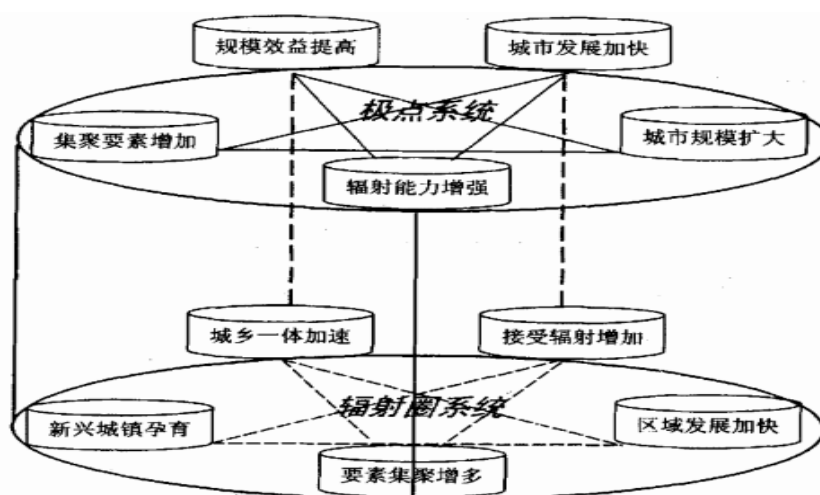 规模效益提高
城市发展加快
极点系统
集聚要素增加
城市规模扩大
辐射能力增强
城乡一体加速
接受辐射增加
辐射圈系统
新兴城镇孕育
区域发展加快
要素集聚增多